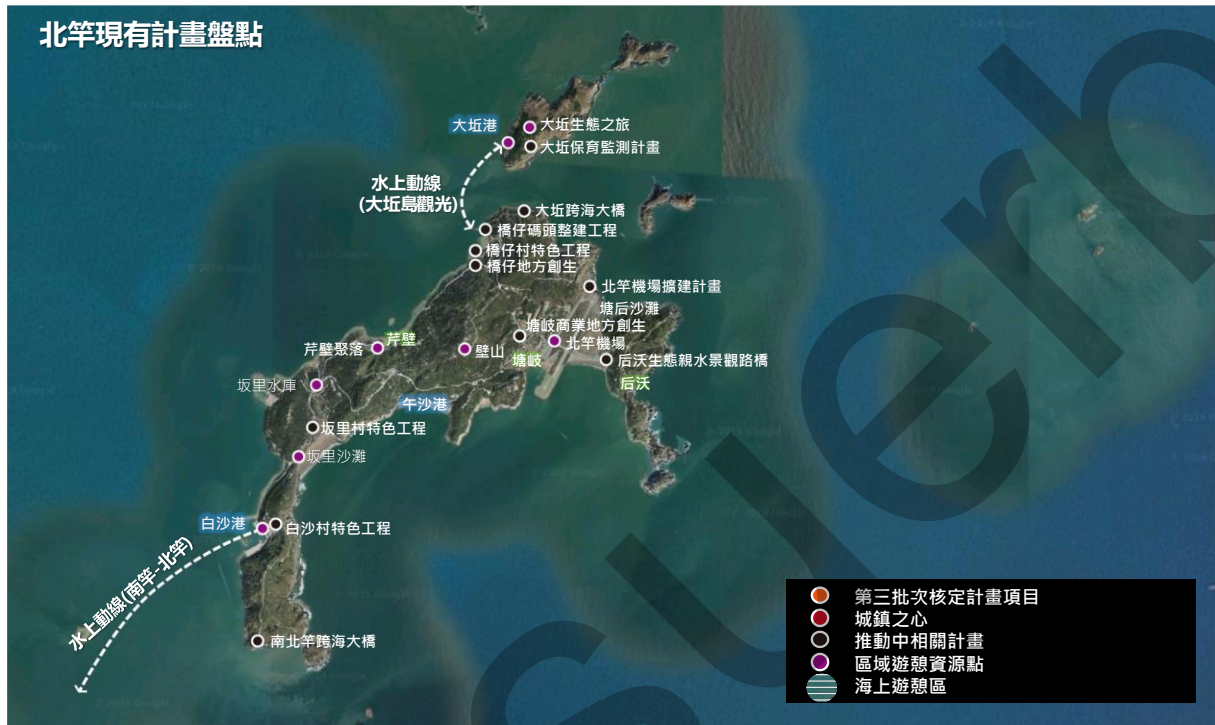 北竿現有計畫盤點
大坵港
大坵生態之旅
大坵保育監測計畫
水上動線
(大坵島觀光)
大坵跨海大橋
橋仔碼頭整建工程
橋仔村特色工程
橋仔地方創生
北竿機場擴建計畫
塘后沙灘
塘岐商業地方創生
北竿機場
芹壁
芹壁聚落
壁山
塘岐
后沃生態親水景觀路橋
后沃
坂里水庫
午沙港
坂里村特色工程
坂里沙灘
白沙港
白沙村特色工程
水上動線(南竿-北竿)
南北竿跨海大橋
第三批次核定計畫項目
城鎮之心
推動中相關計畫
區域遊憩資源點
海上遊憩區